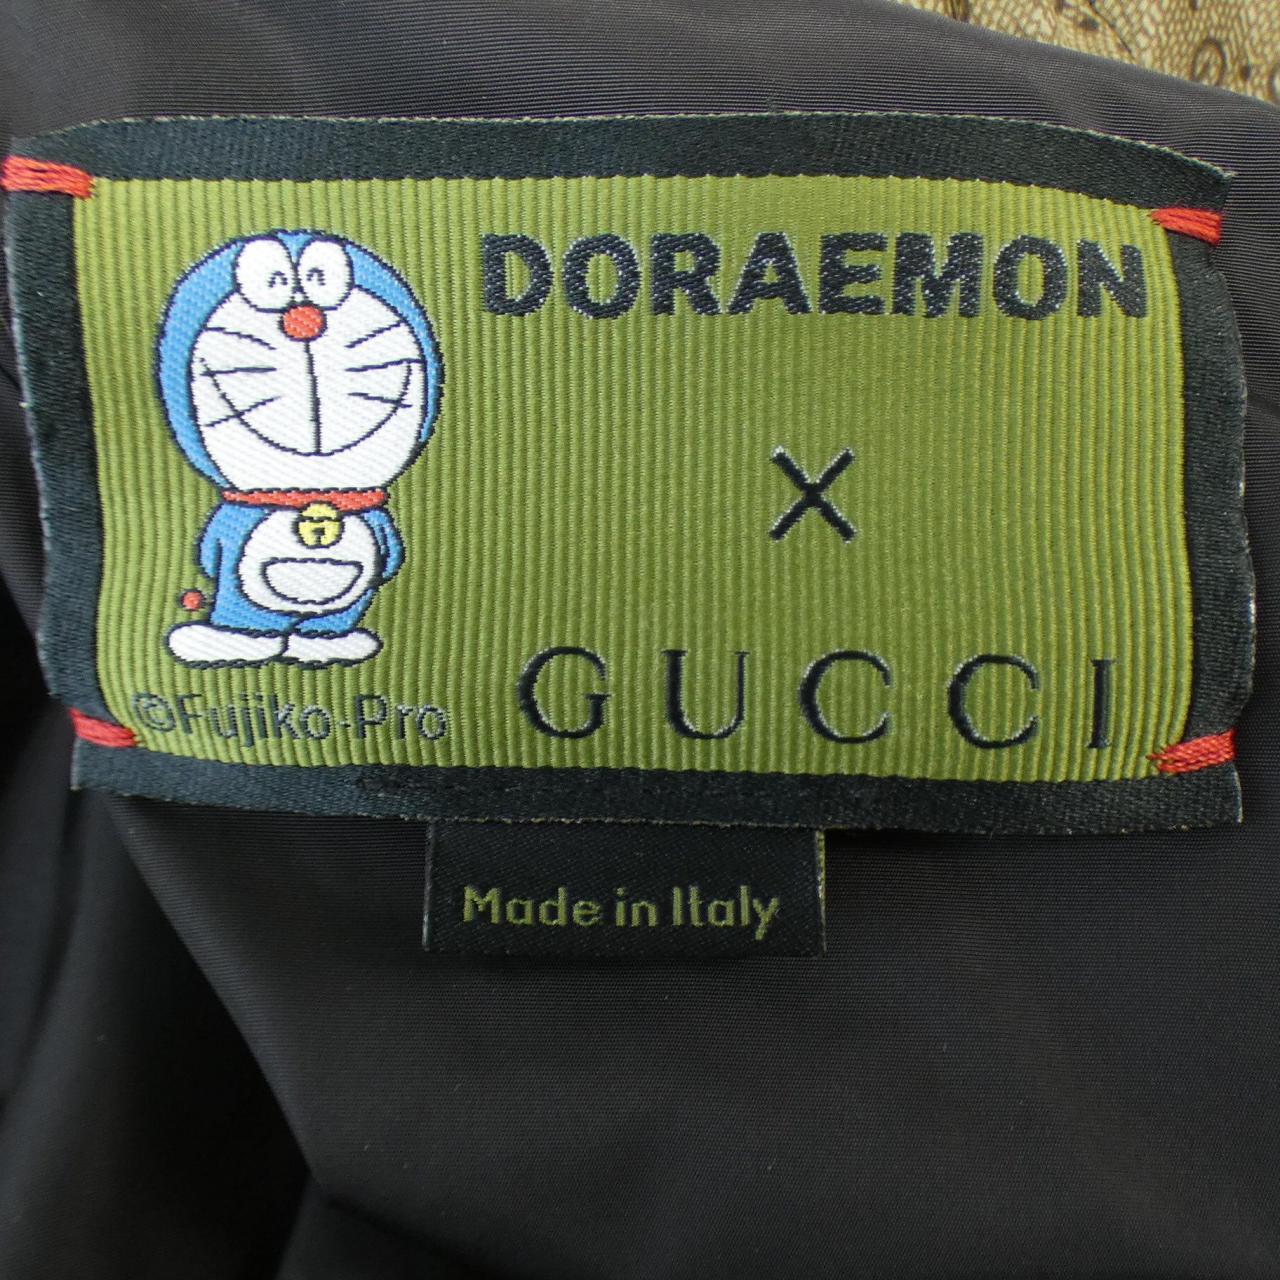 DORAEMON
×
GUCCI
©Fujiko-Pro
Made in Italy